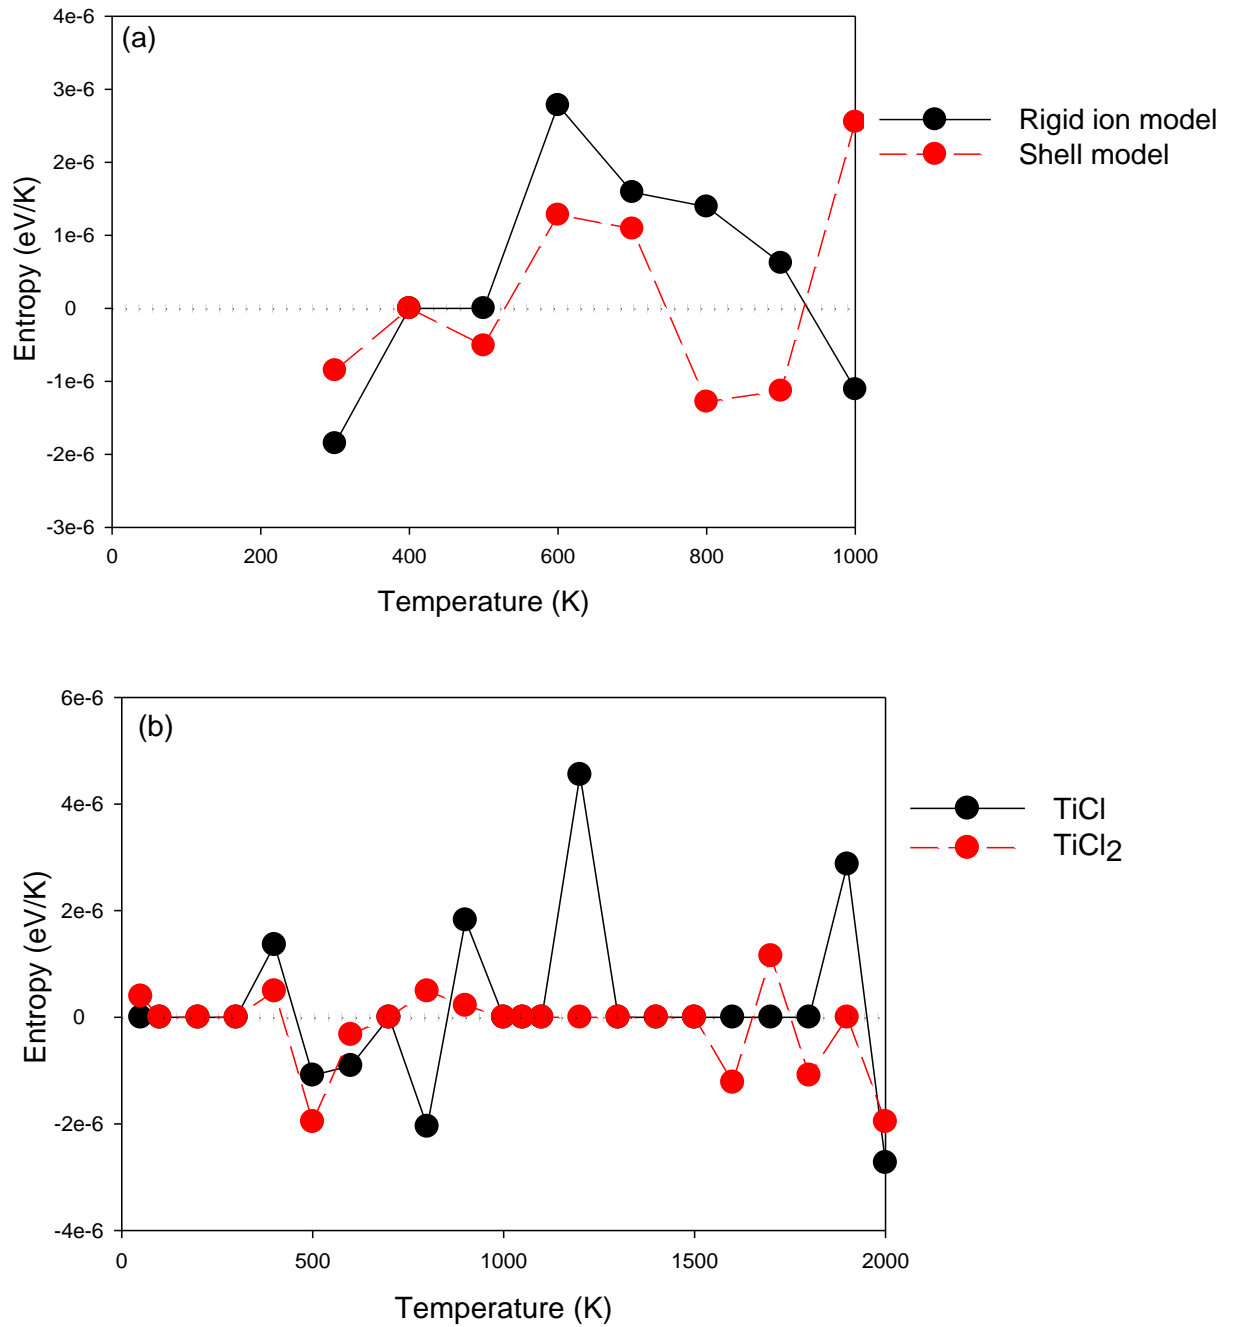 4e-6
(a)
3e-6
2e-6
1e-6
0
-1e-6
-2e-6
-3e-6
Entropy (eV/K)
0 200 400 600 800 1000
Temperature (K)
Rigid ion model
Shell model
6e-6
(b)
4e-6
2e-6
0
-2e-6
-4e-6
Entropy (eV/K)
0 500 1000 1500 2000
Temperature (K)
TiCl
TiCl2